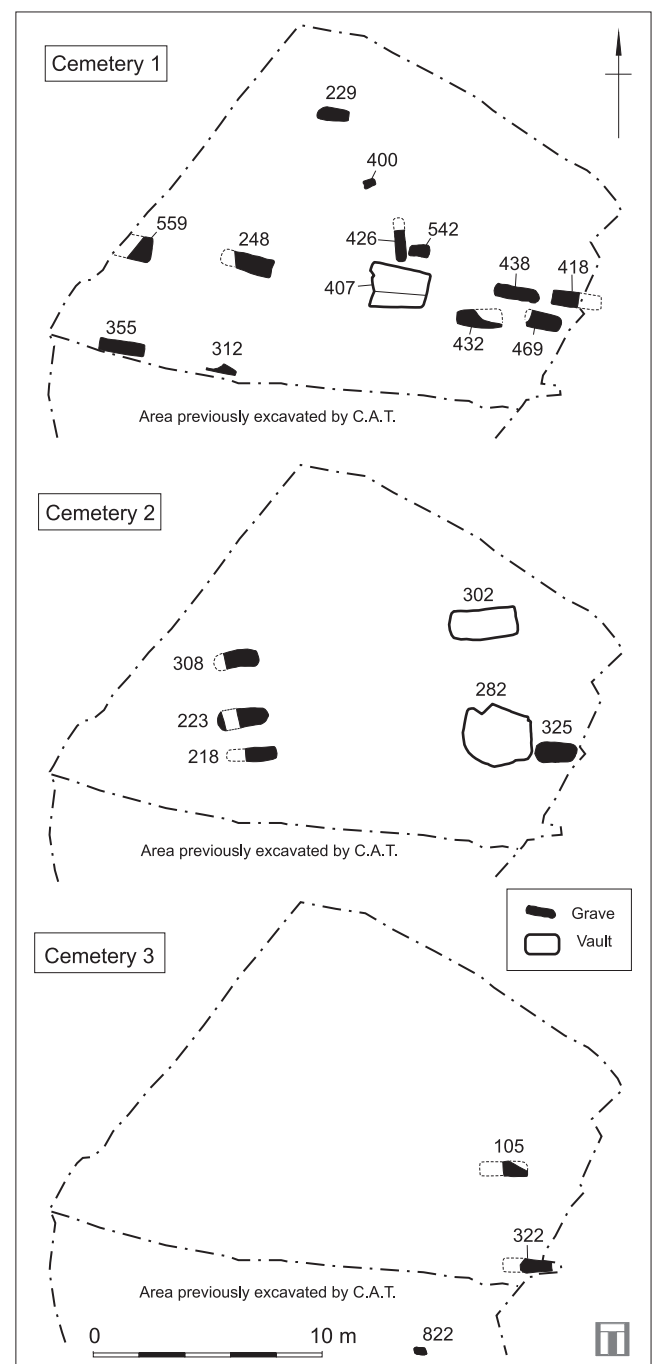 Cemetery 1
229
400
559
248
426
542
438
418
407
355
312
432
469
Area previously excavated by C.A.T.
Cemetery 2
302
308
282
223
325
218
Area previously excavated by C.A.T.
Grave
Vault
Cemetery 3
105
322
Area previously excavated by C.A.T.
0 10 m
822